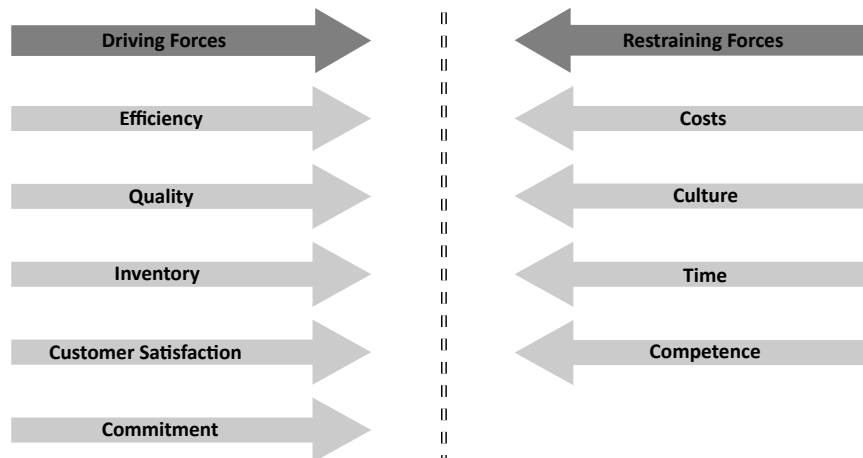 Driving Forces
Restraining Forces
Efficiency
Costs
Quality
Culture
Inventory
Time
Customer Satisfaction
Competence
Commitment